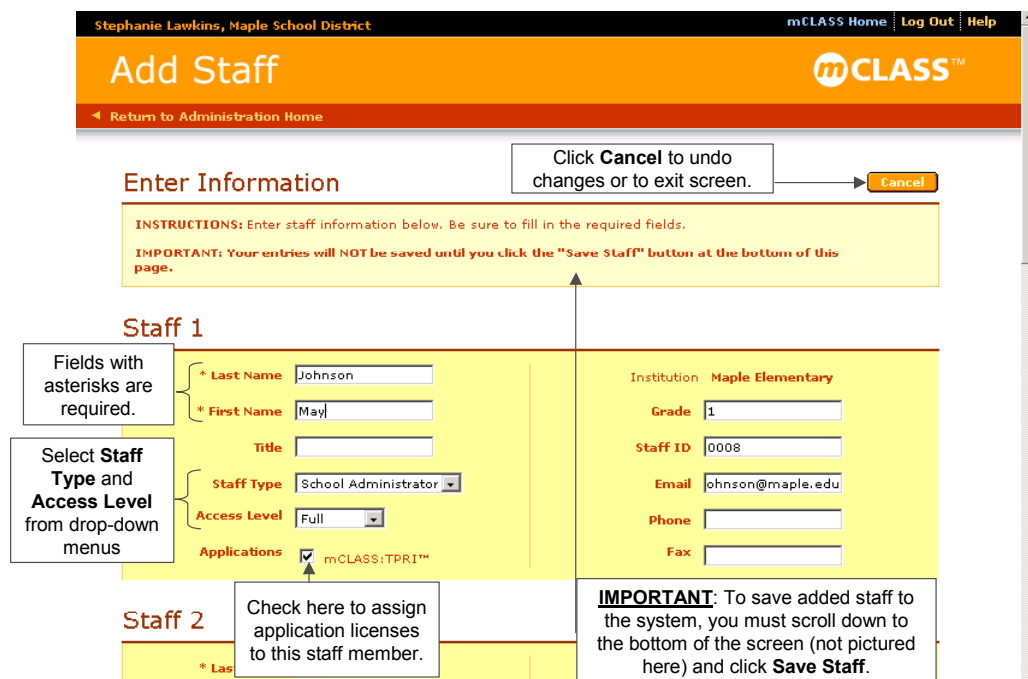 Stephanie Lawkins, Maple School District
mCLASS Home Log Out Help
Add Staff
mCLASS™
Return to Administration Home
Enter Information
Click Cancel to undo
changes or to exit screen.
Cancel
INSTRUCTIONS: Enter staff information below. Be sure to fill in the required fields.
IMPORTANT: Your entries will NOT be saved until you click the "Save Staff" button at the bottom of this
page.
Staff 1
Fields with
asterisks are
required.
* Last Name Johnson
* First Name May
Title
Select Staff
Type and
Access Level
from drop-down
menus
Staff Type School Administrator
Access Level Full
Applications mCLASS:TPRI™
Institution Maple Elementary
Grade 1
Staff ID 0008
Email ohnson@maple.edu
Phone
Fax
Check here to assign
application licenses
to this staff member.
IMPORTANT: To save added staff to
the system, you must scroll down to
the bottom of the screen (not pictured
here) and click Save Staff.
Staff 2
* Las